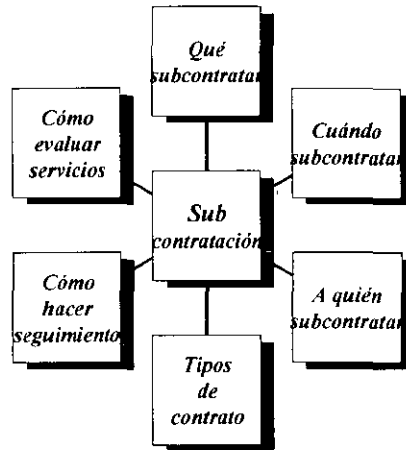 Qué
subcontratar
Cómo
evaluar
servicios
Cuándo
subcontratar
Sub
contratación
Cómo
hacer
seguimiento
A quién
subcontratar
Tipos
de
contrato